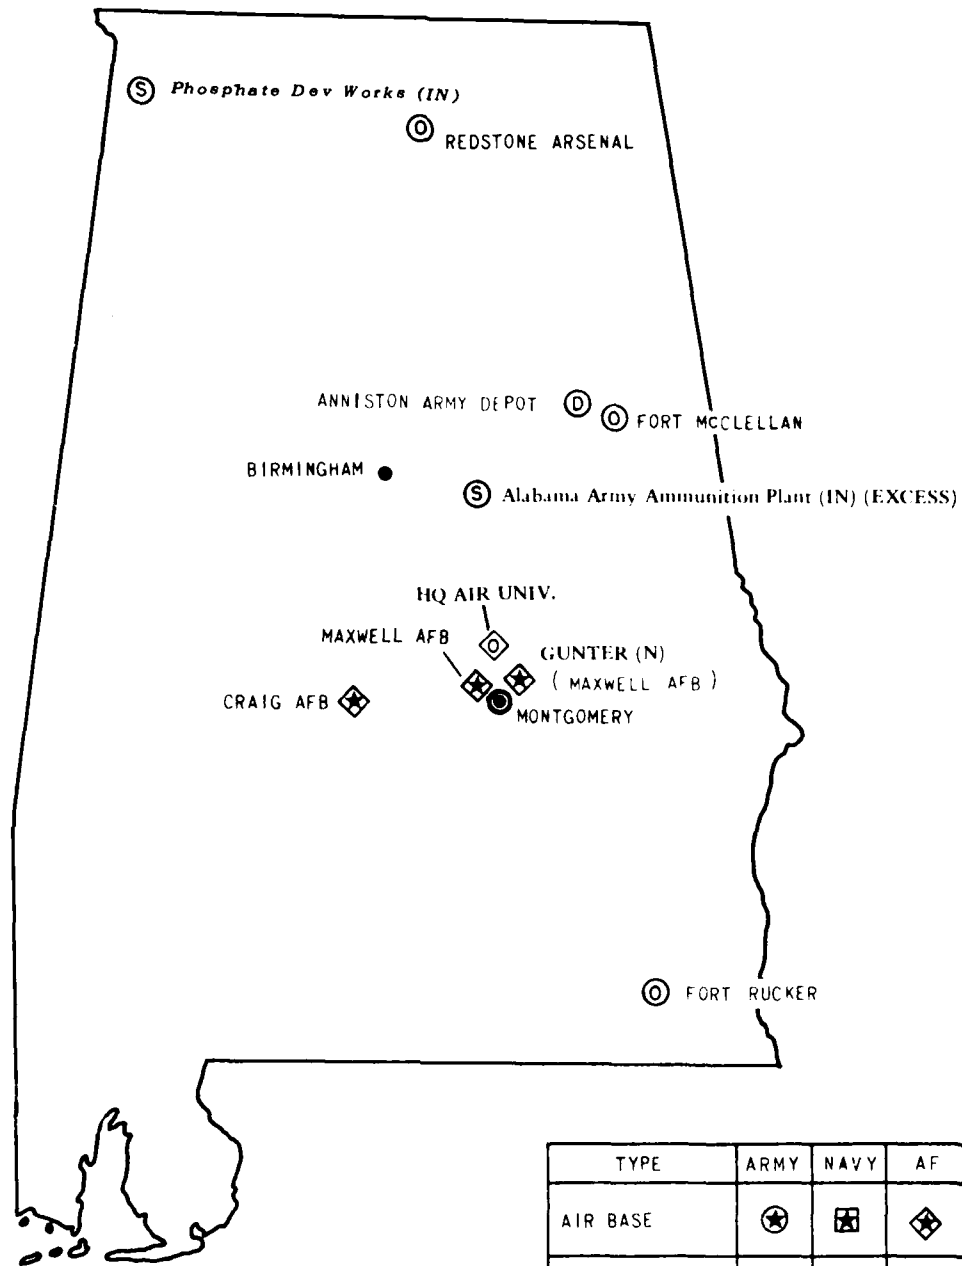 Ⓢ Phosphate Dev Works (IN)
O REDSTONE ARSENAL
ANNISTON ARMY DEPOT D
O FORT MCCLELLAN
BIRMINGHAM
S Alabama Army Ammunition Plant (IN) (EXCESS)
HQ AIR UNIV.
O
MAXWELL AFB
GUNTER (N)
( MAXWELL AFB )
CRAIG AFB
MONTGOMERY
O FORT RUCKER
TYPE ARMY NAVY AF
AIR BASE